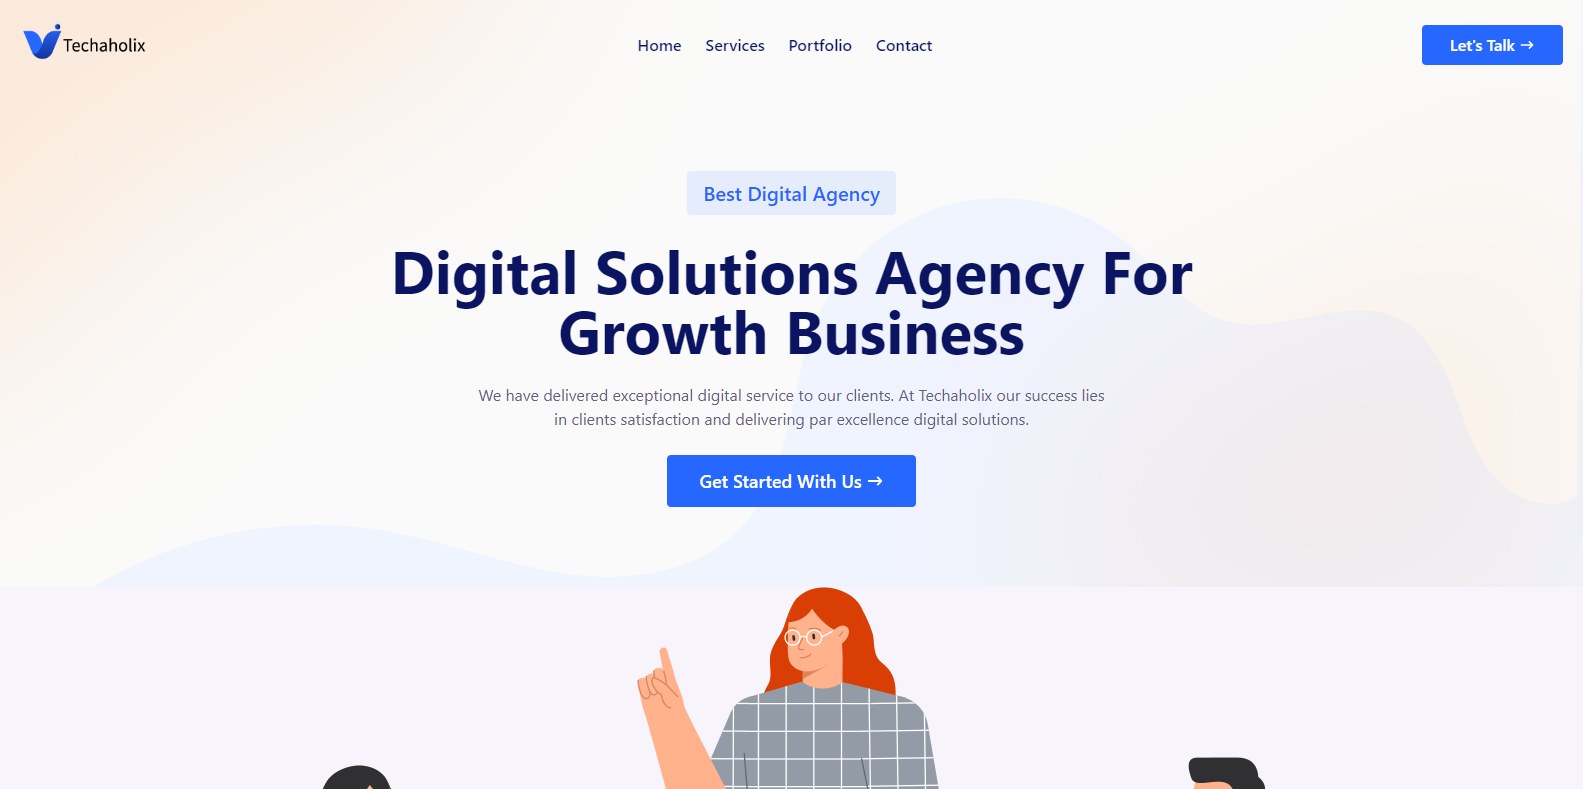 Techaholix
Home Services Portfolio Contact
Let's Talk →
Best Digital Agency
Digital Solutions Agency For
Growth Business
We have delivered exceptional digital service to our clients. At Techaholix our success lies
in clients satisfaction and delivering par excellence digital solutions.
Get Started With Us →